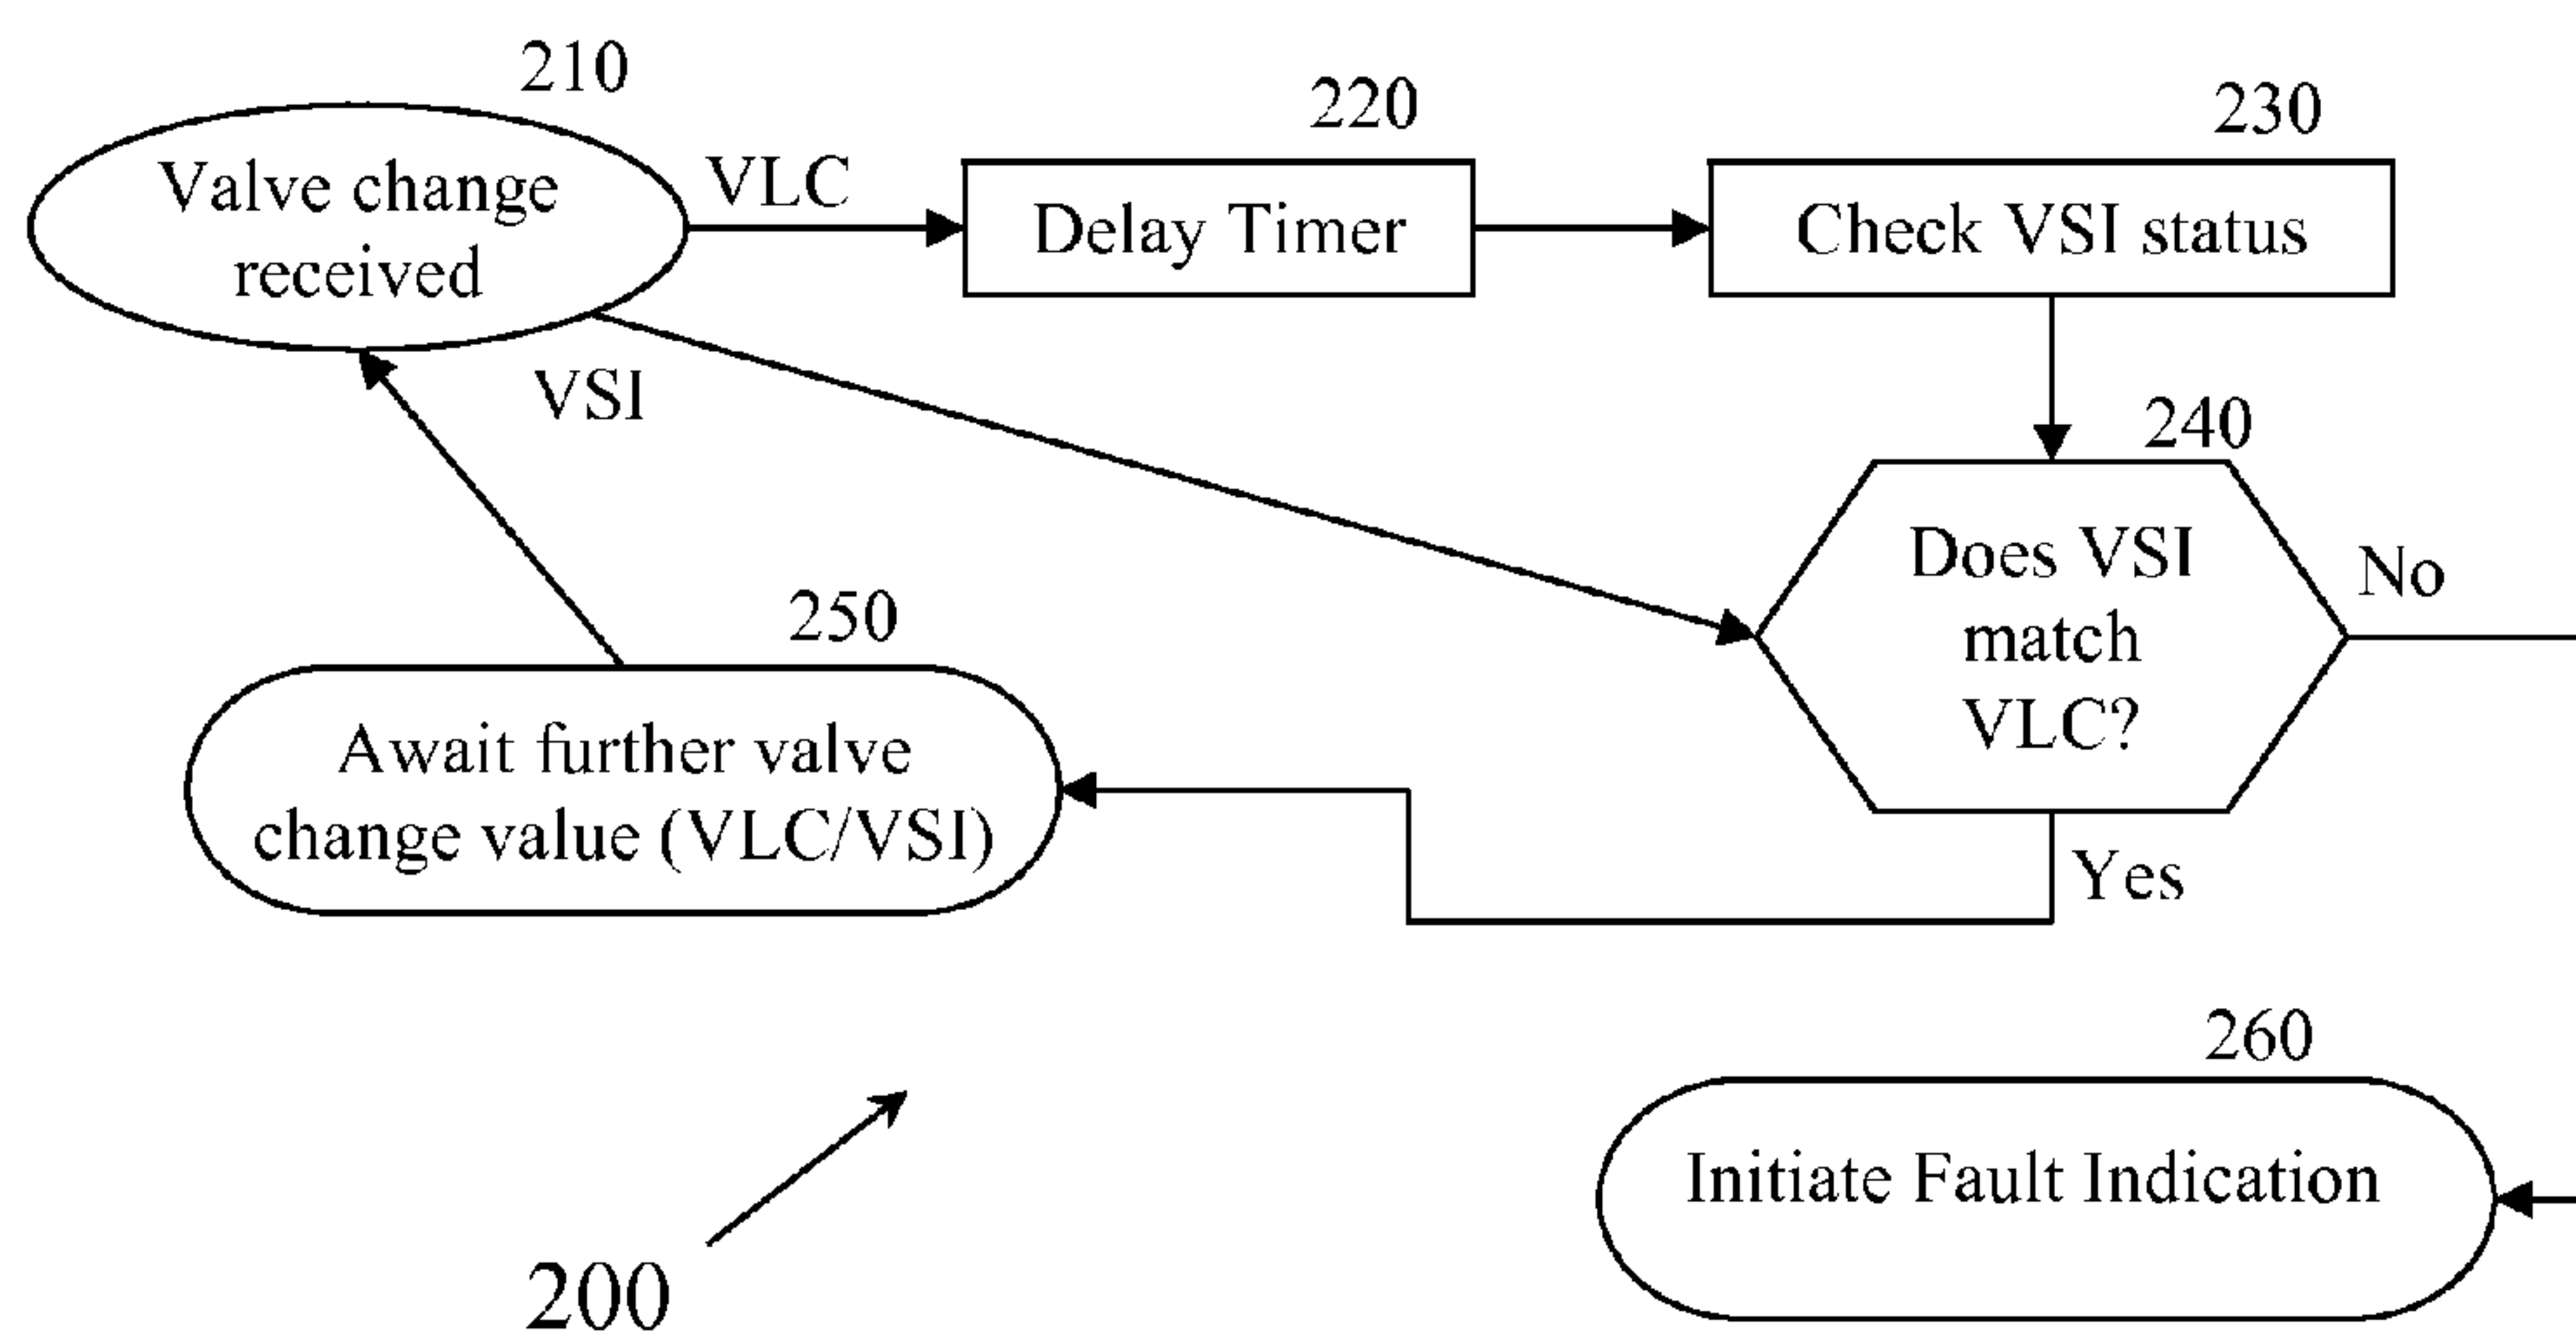 210
Valve change
received
VLC
220
Delay Timer
230
Check VSI status
VSI
240
Does VSI
match
VLC?
No
Yes
250
Await further valve
change value (VLC/VSI)
260
Initiate Fault Indication
200